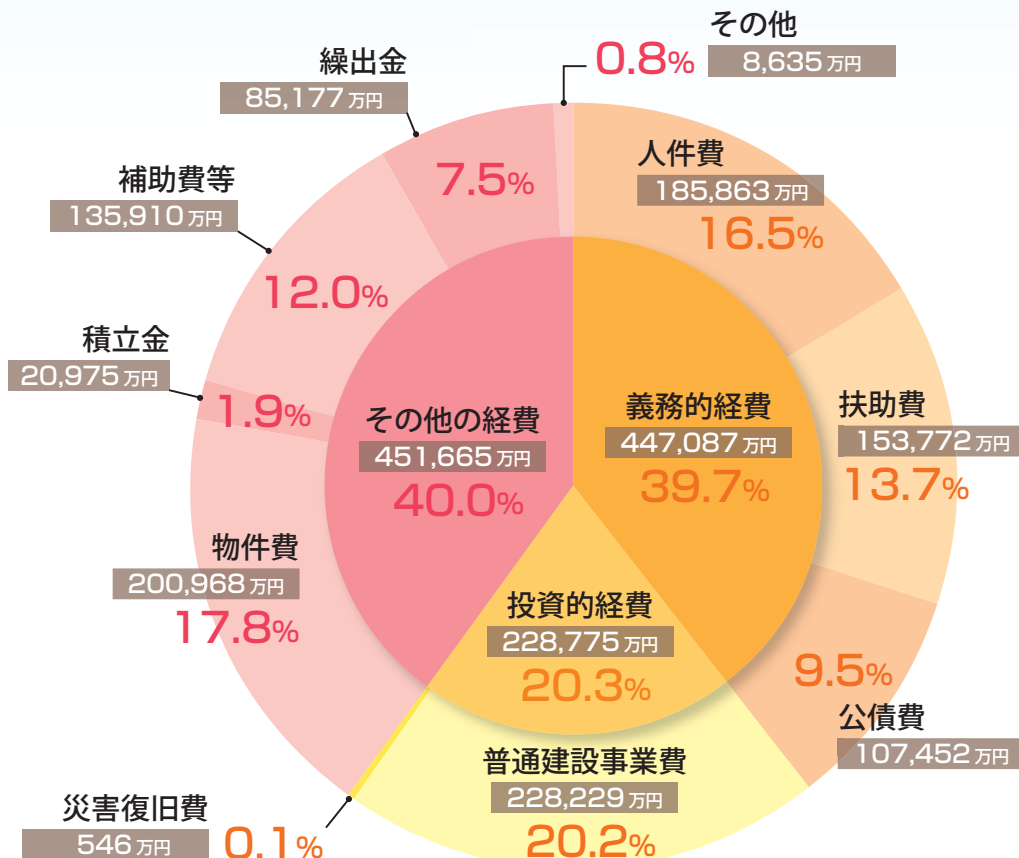 その他
0.8%
8,635万円
繰出金
85,177万円
7.5%
補助費等
135,910万円
12.0%
積立金
20,975万円
1.9%
物件費
200,968万円
17.8%
災害復旧費
546万円
0.1%
その他の経費
451,665万円
40.0%
義務的経費
447,087万円
39.7%
投資的経費
228,775万円
20.3%
人件費
185,863万円
16.5%
扶助費
153,772万円
13.7%
9.5%
公債費
107,452万円
普通建設事業費
228,229万円
20.2%